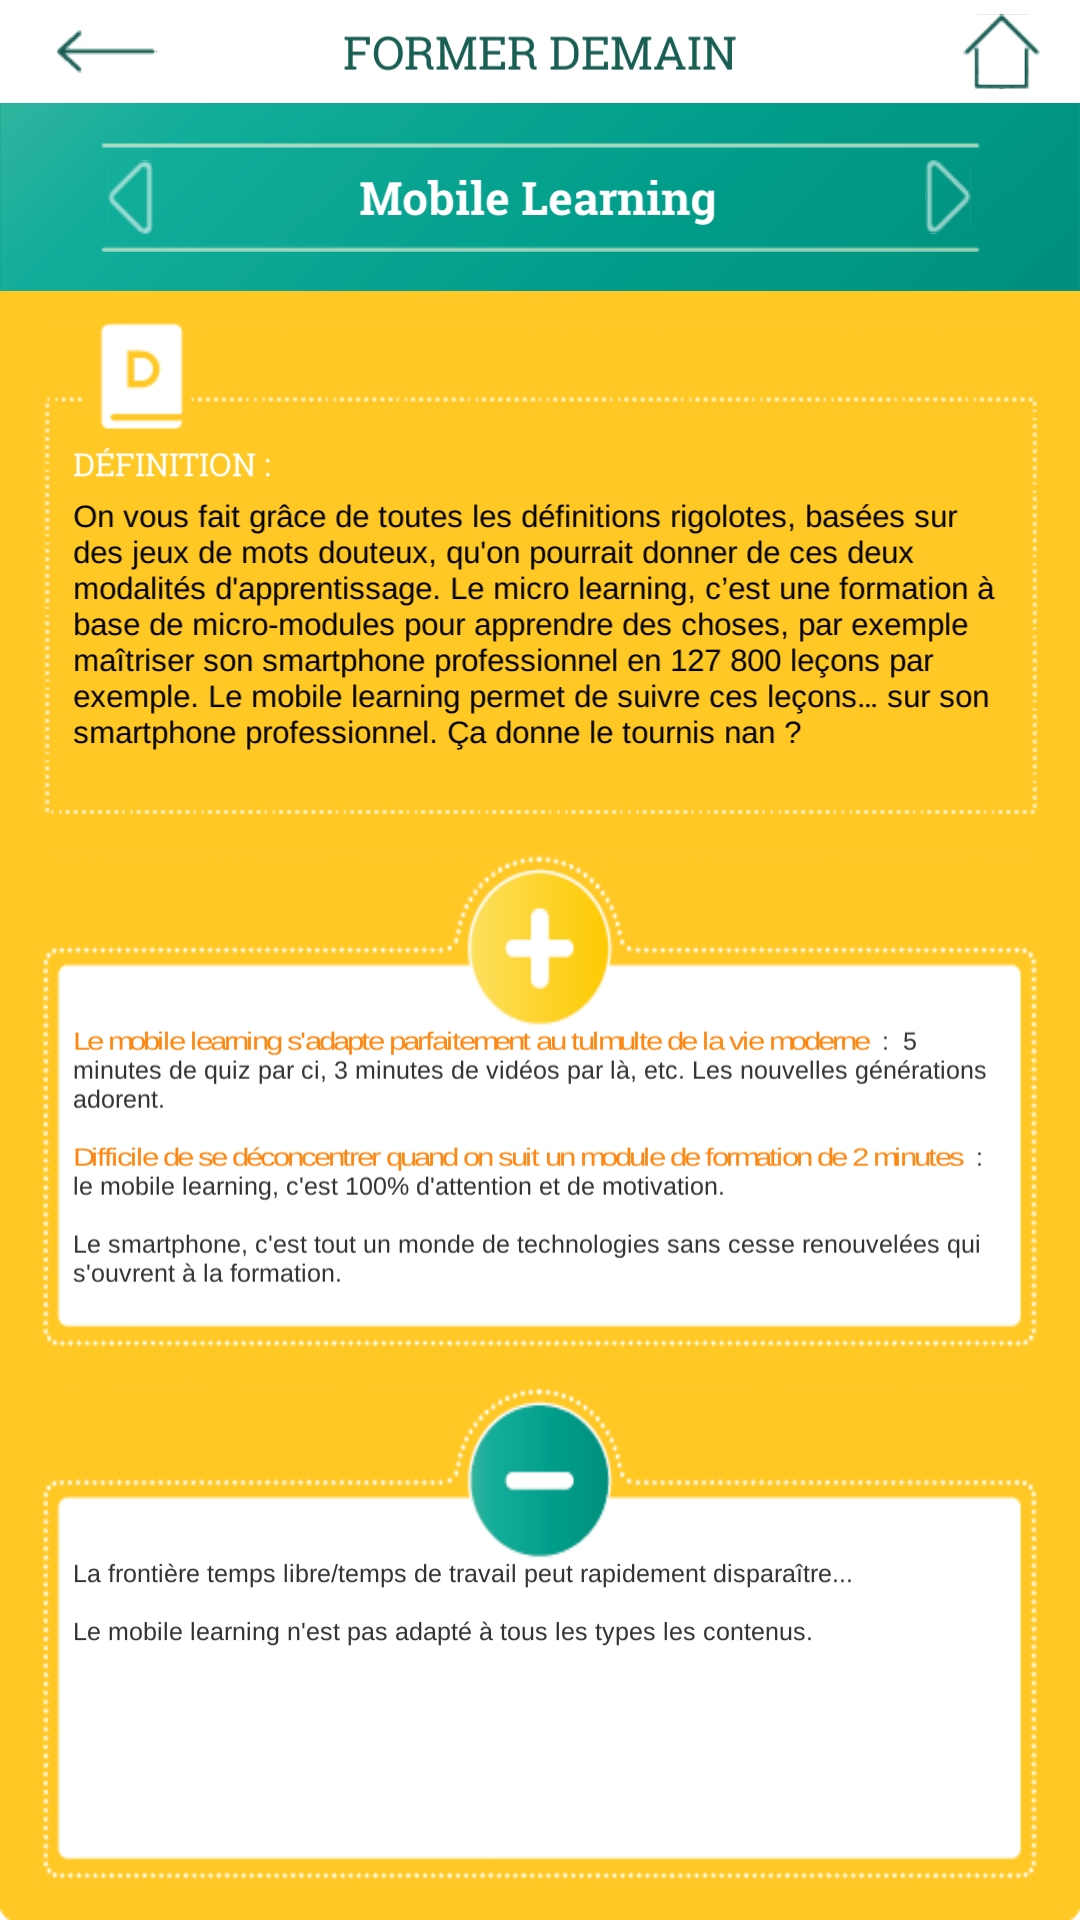 FORMER DEMAIN
Mobile Learning
D
DÉFINITION :
On vous fait grâce de toutes les définitions rigolotes, basées sur
des jeux de mots douteux, qu'on pourrait donner de ces deux
modalités d'apprentissage. Le micro learning, c’est une formation à
base de micro-modules pour apprendre des choses, par exemple
maîtriser son smartphone professionnel en 127 800 leçons par
exemple. Le mobile learning permet de suivre ces leçons... sur son
smartphone professionnel. Ça donne le tournis nan ?
Le mobile learning s'adapte parfaitement au tulmulte de la vie moderne : 5
minutes de quiz par ci, 3 minutes de vidéos par là, etc. Les nouvelles générations
adorent.
Difficile de se déconcentrer quand on suit un module de formation de 2 minutes :
le mobile learning, c'est 100% d'attention et de motivation.
Le smartphone, c'est tout un monde de technologies sans cesse renouvelées qui
s'ouvrent à la formation.
La frontière temps libre/temps de travail peut rapidement disparaître...
Le mobile learning n'est pas adapté à tous les types les contenus.